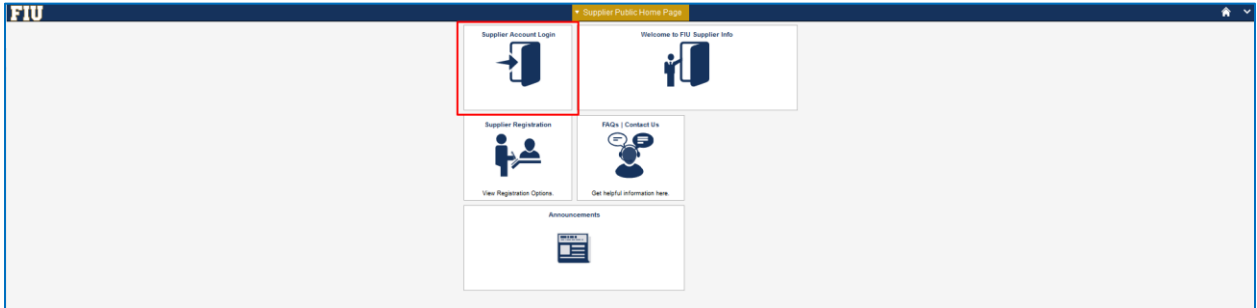 FIU
Supplier Public Home Page
Supplier Account Login
Welcome to FIU Supplier Info
Supplier Registration
View Registration Options.
FAQs | Contact Us
Get helpful information here.
Announcements